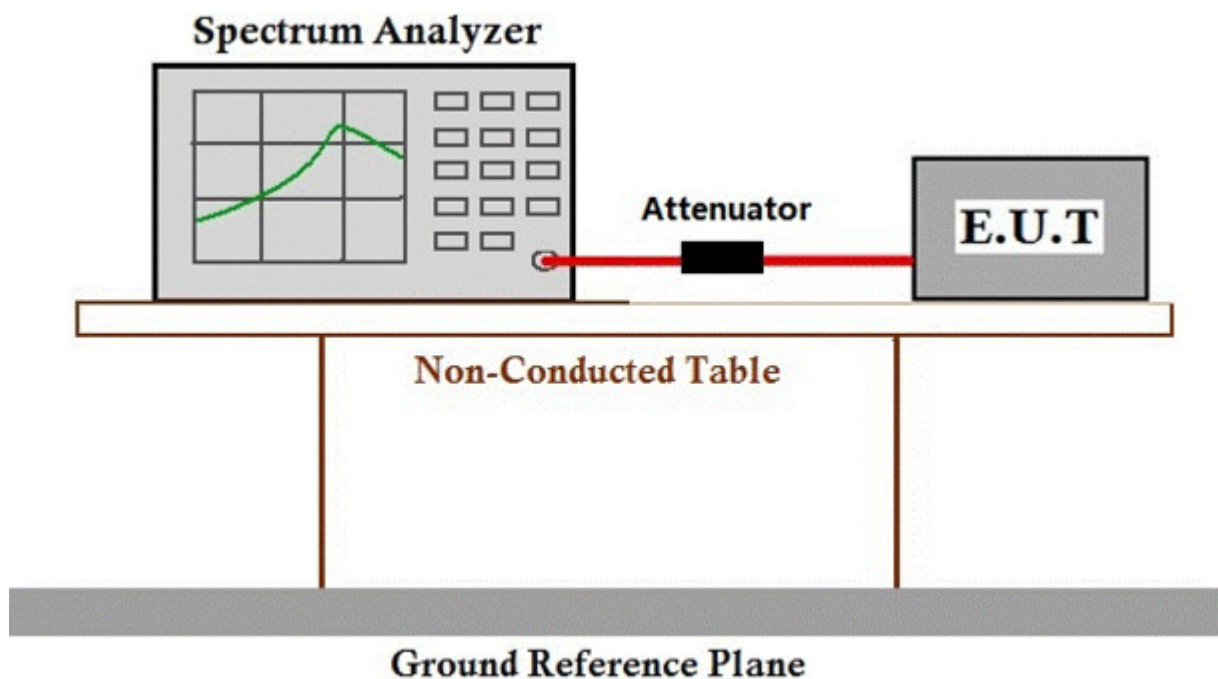 Spectrum Analyzer
Attenuator
E.U.T
Non-Conducted Table
Ground Reference Plane